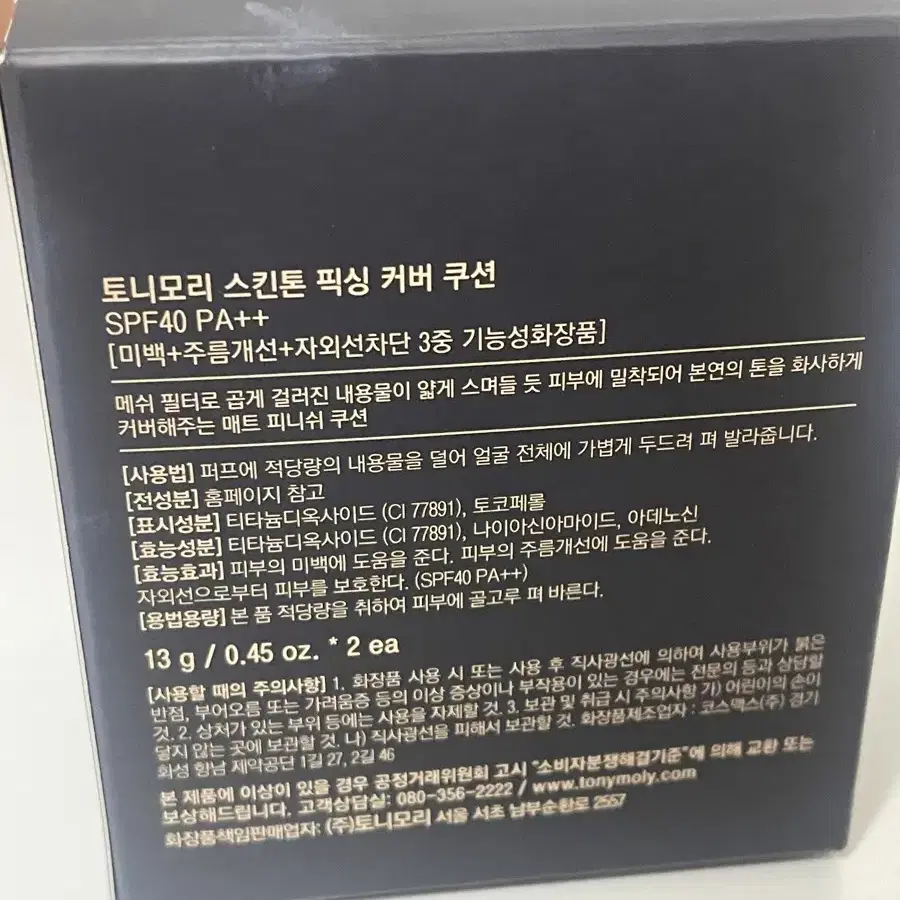 토니모리 스킨톤 픽싱 커버 쿠션
SPF40 PA++
[미백+주름개선+자외선차단 3중 기능성화장품]
메쉬 필터로 곱게 걸러진 내용물이 얇게 스며들 듯 피부에 밀착되어 본연의 톤을 화사하게
커버해주는 매트 피니쉬 쿠션
[사용법] 퍼프에 적당량의 내용물을 덜어 얼굴 전체에 가볍게 두드려 펴 발라줍니다.
[전성분] 홈페이지 참고
[표시성분] 티타늄디옥사이드 (CI 77891), 토코페롤
[효능성분] 티타늄디옥사이드 (CI 77891), 나이아신아마이드, 아데노신
[효능효과] 피부의 미백에 도움을 준다. 피부의 주름개선에 도움을 준다.
자외선으로부터 피부를 보호한다. (SPF40 PA++)
[용법용량] 본 품 적당량을 취하여 피부에 골고루 펴 바른다.
13 g / 0.45 oz. * 2 ea
[사용할 때의 주의사항] 1. 화장품 사용 시 또는 사용 후 직사광선에 의하여 사용부위가 붉은
반점, 부어오름 또는 가려움증 등의 이상 증상이나 부작용이 있는 경우에는 전문의 등과 상담할
것. 2. 상처가 있는 부위 등에는 사용을 자제할 것. 3. 보관 및 취급 시 주의사항 가) 어린이의 손이
닿지 않는 곳에 보관할 것. 나) 직사광선을 피해서 보관할 것. 화장품제조업자 : 코스맥스(주) 경기
화성 향남 제약공단 1길 27, 2길 46
본 제품에 이상이 있을 경우 공정거래위원회 고시 "소비자분쟁해결기준"에 의해 교환 또는
보상해드립니다. 고객상담실: 080-356-2222 / www.tonymoly.com
화장품책임판매업자: (주)토니모리 서울 서초 남부순환로 2557